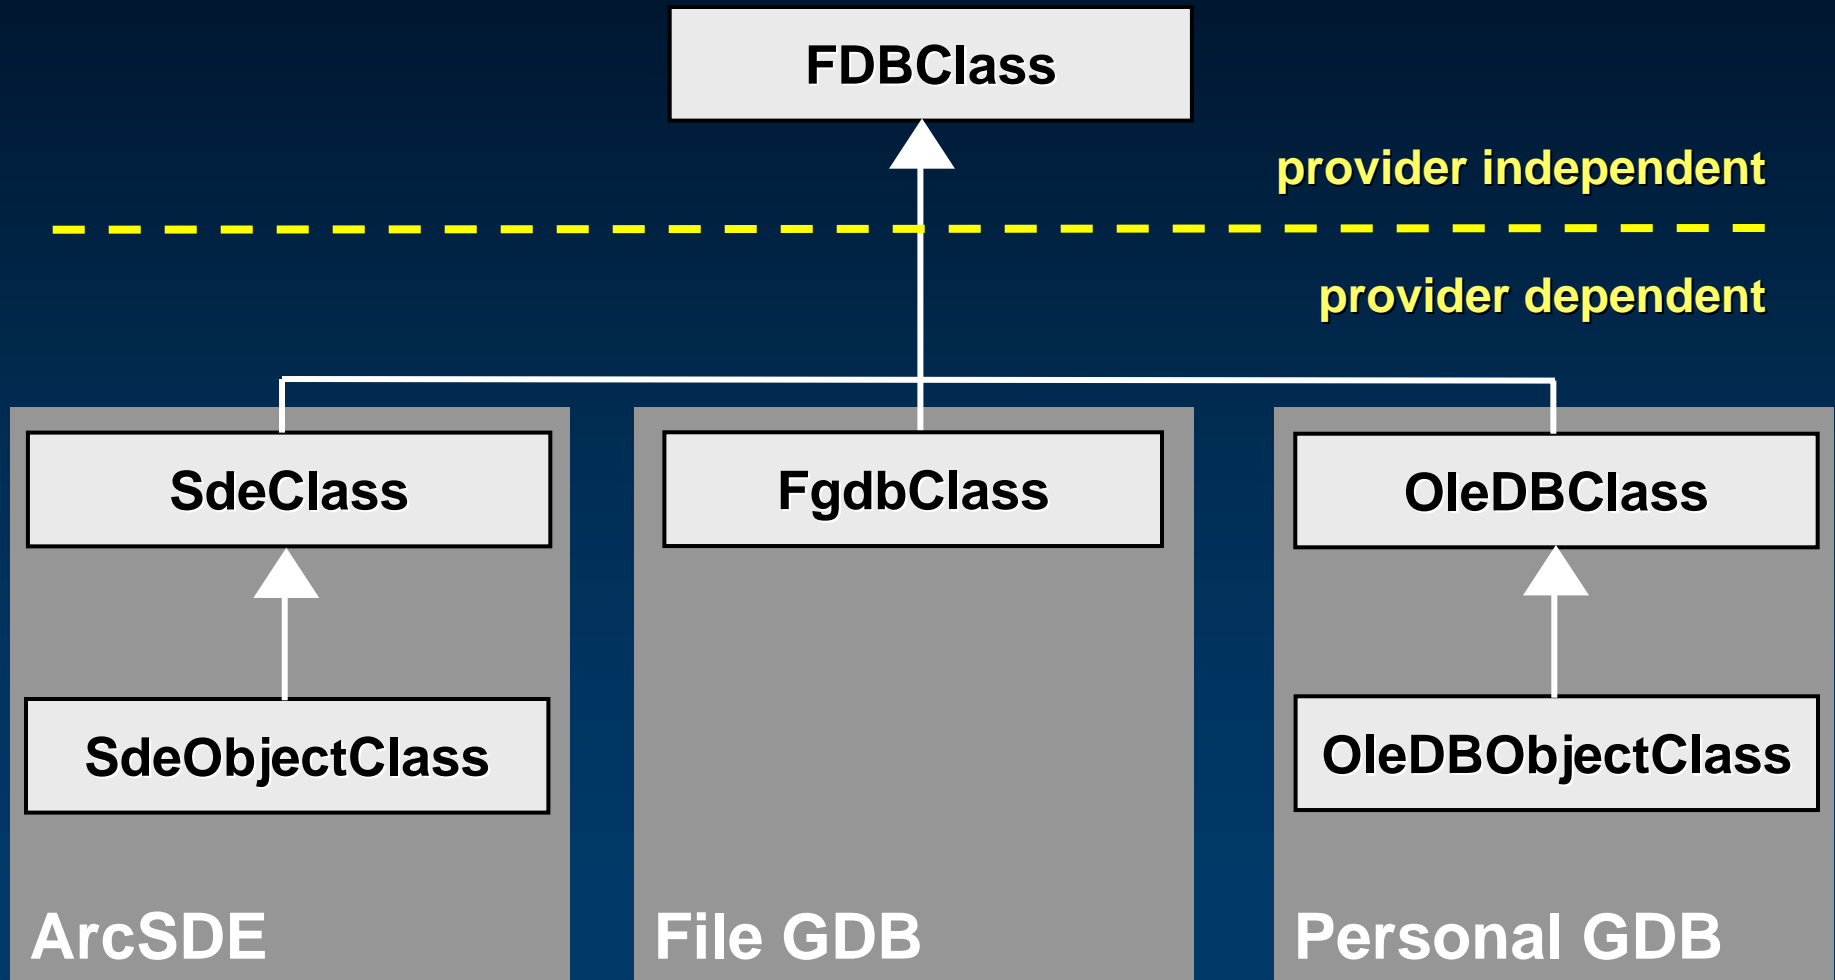 FDBClass
provider independent
provider dependent
SdeClass
FgdbClass
OleDBClass
SdeObjectClass
OleDBObjectClass
ArcSDE
File GDB
Personal GDB